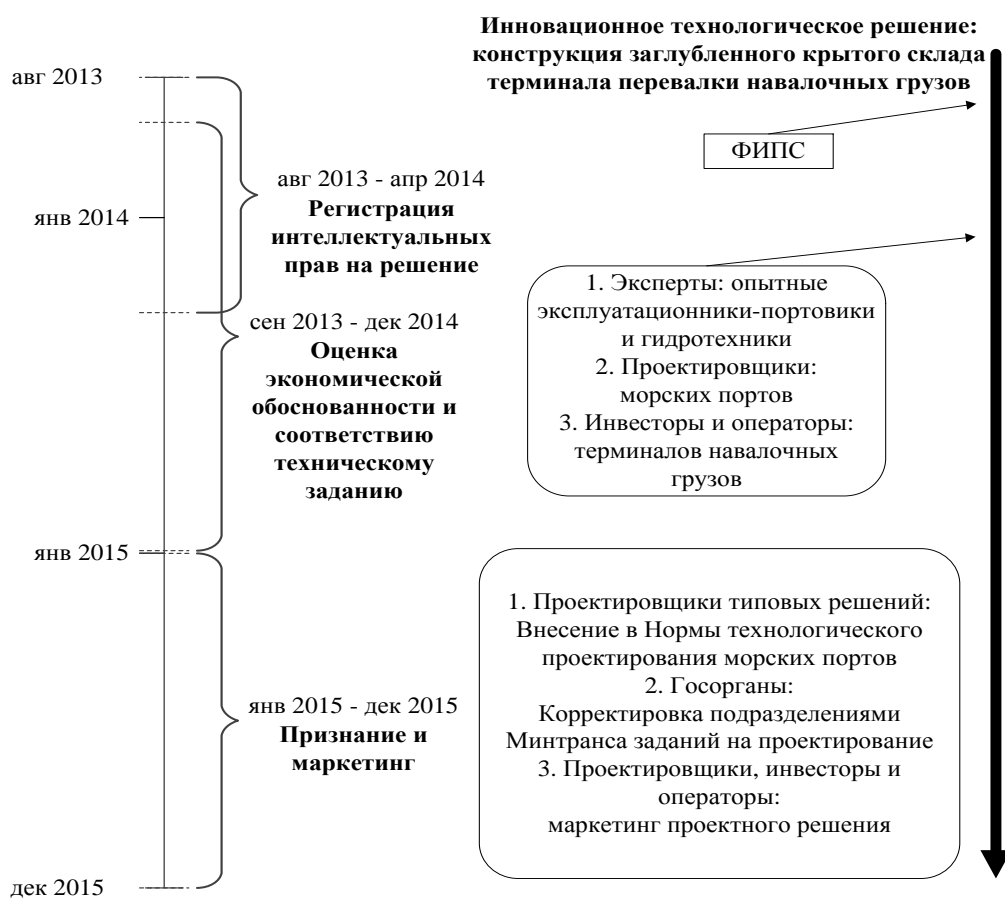 Инновационное технологическое решение:
конструкция заглубленного крытого склада
терминала перевалки навалочных грузов
авг 2013
ФИПС
авг 2013 - апр 2014
Регистрация
интеллектуальных
прав на решение
янв 2014
1. Эксперты: опытные
эксплуатационники-портовики
и гидротехники
2. Проектировщики:
морских портов
3. Инвесторы и операторы:
терминалов навалочных
грузов
сен 2013 - дек 2014
Оценка
экономической
обоснованности и
соответствию
техническому
заданию
янв 2015
1. Проектировщики типовых решений:
Внесение в Нормы технологического
проектирования морских портов
2. Госорганы:
Корректировка подразделениями
Минтранса заданий на проектирование
3. Проектировщики, инвесторы и
операторы:
маркетинг проектного решения
янв 2015 - дек 2015
Признание и
маркетинг
дек 2015